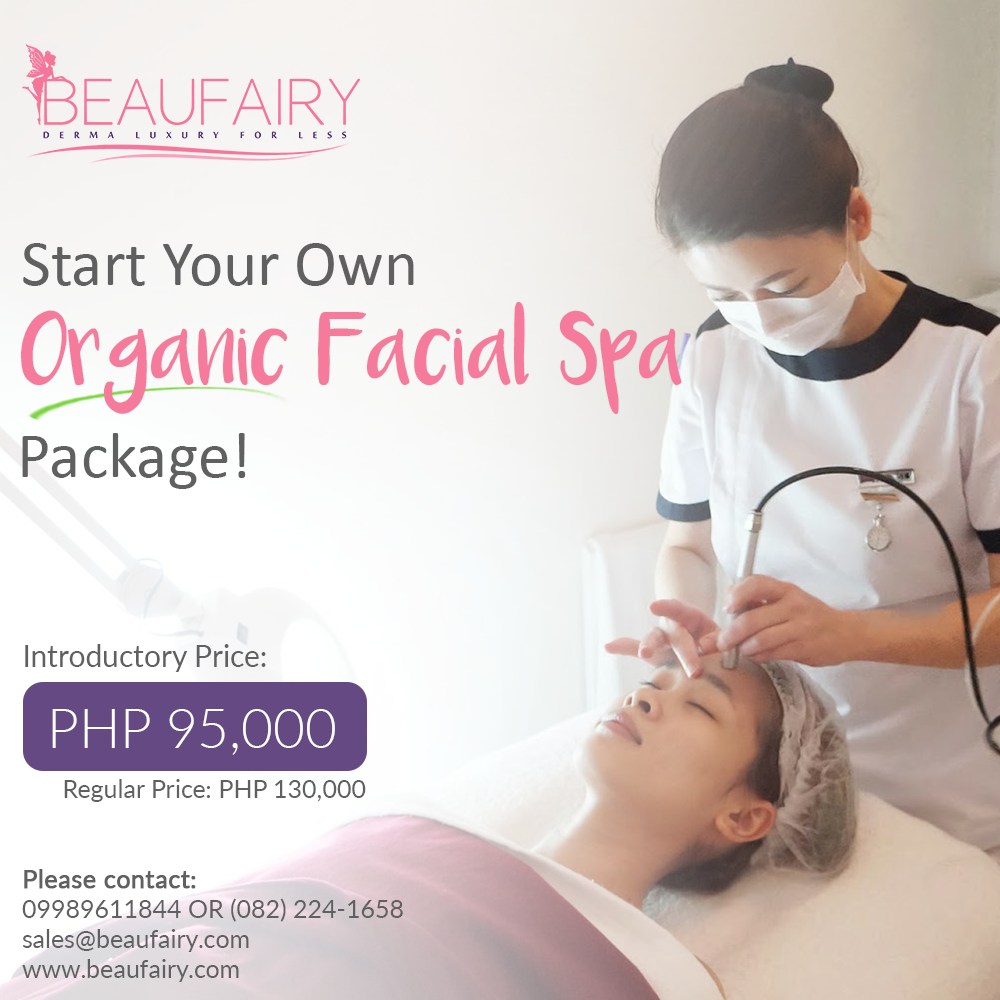 BEAUFAIRY
DERMA LUXURY FOR LESS
Start Your Own
Organic Facial Spa
Package!
Introductory Price:
PHP 95,000
Regular Price: PHP 130,000
Please contact:
09989611844 OR (082) 224-1658
sales@beaufairy.com
www.beaufairy.com